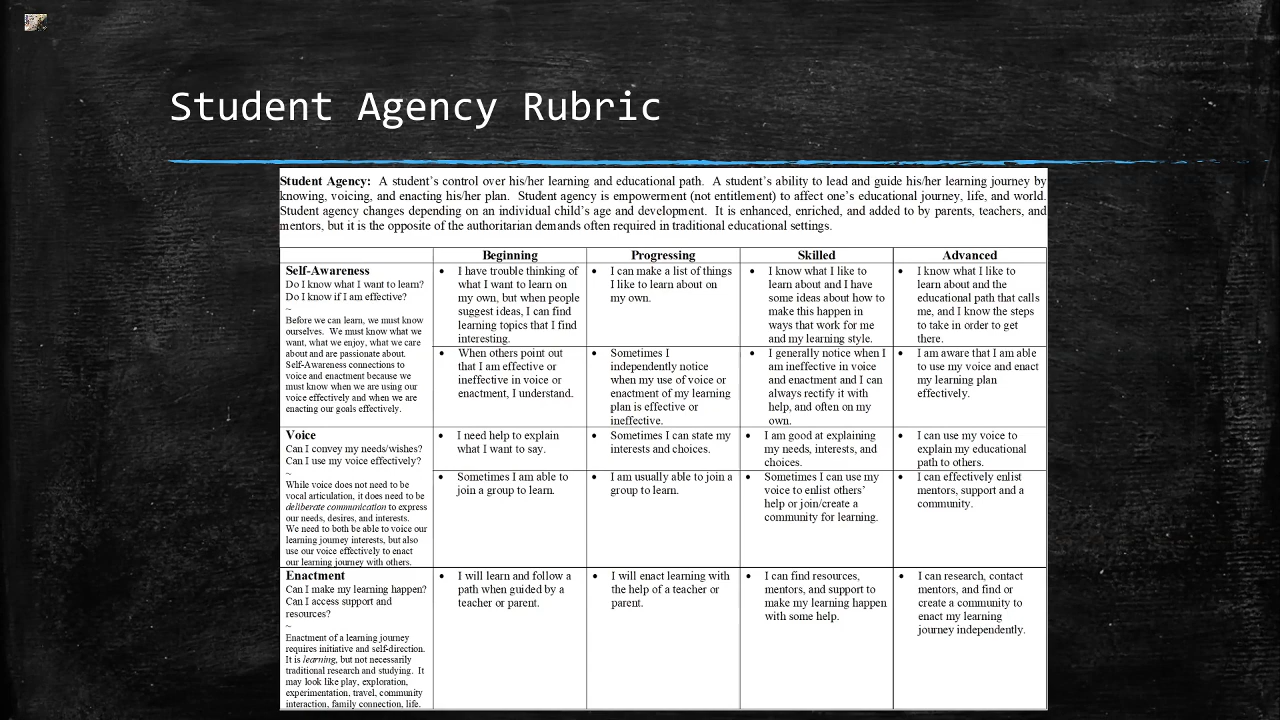 Student Agency Rubric
Student Agency:  A student's control over his/her learning and educational path.  A student's ability to lead and guide his/her learning journey by
knowing, voicing, and enacting his/her plan.  Student agency is empowerment (not entitlement) to affect one's educational journey, life, and world.
Student agency changes depending on an individual child's age and development.  It is enhanced, enriched, and added to by parents, teachers, and
mentors, but it is the opposite of the authoritarian demands often required in traditional educational settings.
Beginning
Progressing
Skilled
Advanced
Self-Awareness
Do I know what I want to learn?
Do I know if I am effective?
~
Before we can learn, we must know
ourselves.  We must know what we
want, what we enjoy, what we care
about and are passionate about.
Self-Awareness connections to
voice and enactment because we
must know when we are using our
voice effectively and when we are
enacting our goals effectively.
• I have trouble thinking of
what I want to learn on
my own, but when people
suggest ideas, I can find
learning topics that I find
interesting.
• I can make a list of things
I like to learn about on
my own.
• I know what I like to
learn about and I have
some ideas about how to
make this happen in
ways that work for me
and my learning style.
• I know what I like to
learn about and the
educational path that calls
me, and I know the steps
to take in order to get
there.
• When others point out
that I am effective or
ineffective in voice or
enactment, I understand.
• Sometimes I
independently notice
when my use of voice or
enactment of my learning
plan is effective or
ineffective.
• I generally notice when I
am ineffective in voice
and enactment and I can
always rectify it with
help, and often on my
own.
• I am aware that I am able
to use my voice and enact
my learning plan
effectively.
Voice
Can I convey my needs/wishes?
Can I use my voice effectively?
~
While voice does not need to be
vocal articulation, it does need to be
deliberate communication to express
our needs, desires, and interests.
We need to both be able to voice our
learning journey interests, but also
use our voice effectively to enact
our learning journey with others.
• I need help to explain
what I want to say.
• Sometimes I can state my
interests and choices.
• I am good at explaining
my needs, interests, and
choices.
• I can use my voice to
explain my educational
path to others.
• Sometimes I am able to
join a group to learn.
• I am usually able to join a
group to learn.
• Sometimes I can use my
voice to enlist others'
help or join/create a
community for learning.
• I can effectively enlist
mentors, support and a
community.
Enactment
Can I make my learning happen?
Can I access support and
resources?
~
Enactment of a learning journey
requires initiative and self-direction.
It is learning, but not necessarily
traditional research and studying.  It
may look like play, exploration,
experimentation, travel, community
interaction, family connection, life.
• I will learn and follow a
path when guided by a
teacher or parent.
• I will enact learning with
the help of a teacher or
parent.
• I can find resources,
mentors, and support to
make my learning happen
with some help.
• I can research, contact
mentors, and find or
create a community to
enact my learning
journey independently.